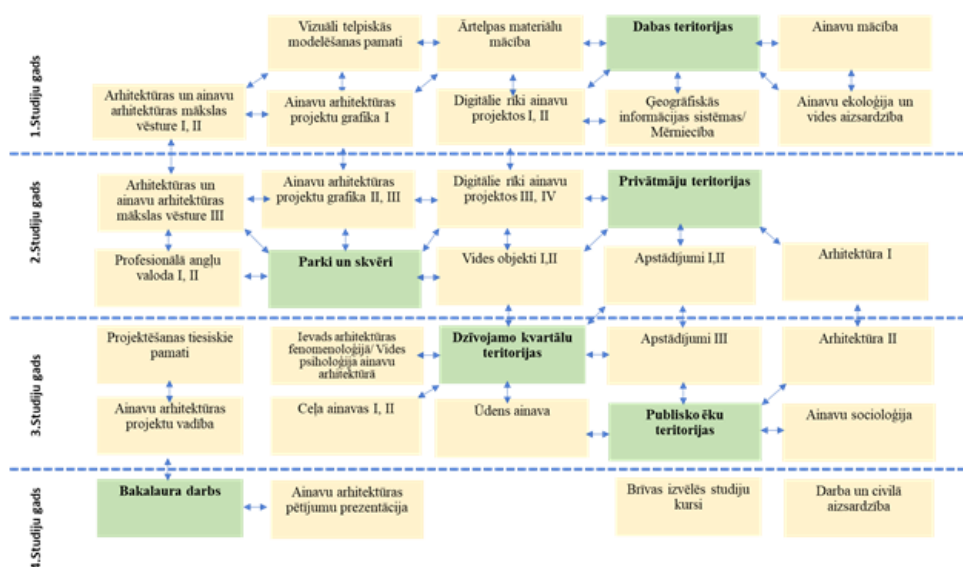 1.Studiju gads
Vizuāli telpiskās
modelēšanas pamati
Ārtelpas materiālu
mācība
Dabas teritorijas
Ainavu mācība
Arhitektūras un ainavu
arhitektūras mākslas
vēsture I, II
Ainavu arhitektūras
projektu grafika I
Digitālie rīki ainavu
projektos I, II
Ģeogrāfiskās
informācijas sistēmas/
Mērniecība
Ainavu ekoloģija un
vides aizsardzība
2.Studiju gads
Arhitektūras un
ainavu arhitektūras
mākslas vēsture III
Ainavu arhitektūras
projektu grafika II, III
Digitālie rīki ainavu
projektos III, IV
Privātmāju teritorijas
Profesionālā angļu
valoda I, II
Parki un skvēri
Vides objekti I,II
Apstādījumi I,II
Arhitektūra I
3.Studiju gads
Projektēšanas tiesiskie
pamati
Ievads arhitektūras
fenomenoloģijā/ Vides
psiholoģija ainavu
arhitektūrā
Dzīvojamo kvartālu
teritorijas
Apstādījumi III
Arhitektūra II
Ainavu arhitektūras
projektu vadība
Ceļa ainavas I, II
Ūdens ainava
Publisko ēku
teritorijas
Ainavu socioloģija
4.Studiju gads
Bakalaura darbs
Ainavu arhitektūras
pētījumu prezentācija
Brīvas izvēlēs studiju
kursi
Darba un civilā
aizsardzība